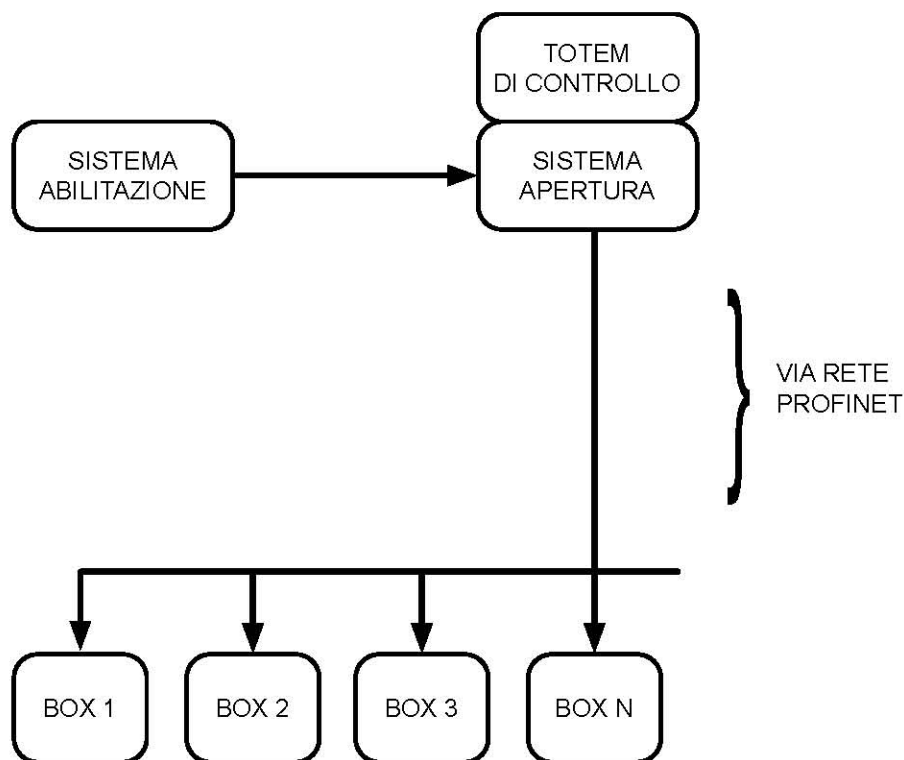 TOTEM
DI CONTROLLO
SISTEMA
ABILITAZIONE
SISTEMA
APERTURA
VIA RETE
PROFINET
BOX 1
BOX 2
BOX 3
BOX N